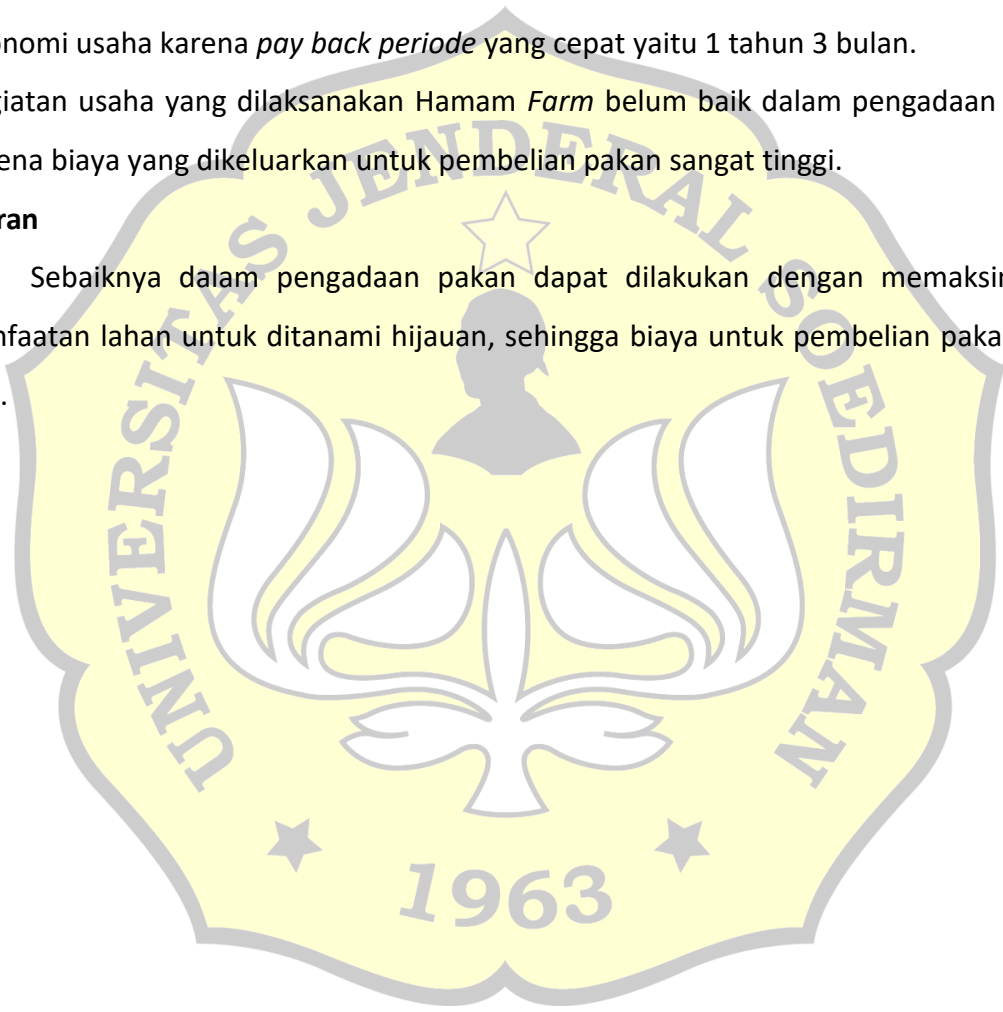 onomi usaha karena pay back periode yang cepat yaitu 1 tahun 3 bulan.
giatan usaha yang dilaksanakan Hamam Farm belum baik dalam pengadaan
ena biaya yang dikeluarkan untuk pembelian pakan sangat tinggi.
ran
Sebaiknya dalam pengadaan pakan dapat dilakukan dengan memaksin
nfaatan lahan untuk ditanami hijauan, sehingga biaya untuk pembelian paka
.
UNIVERSITAS JENDERAL SOEDIRMAN
1963